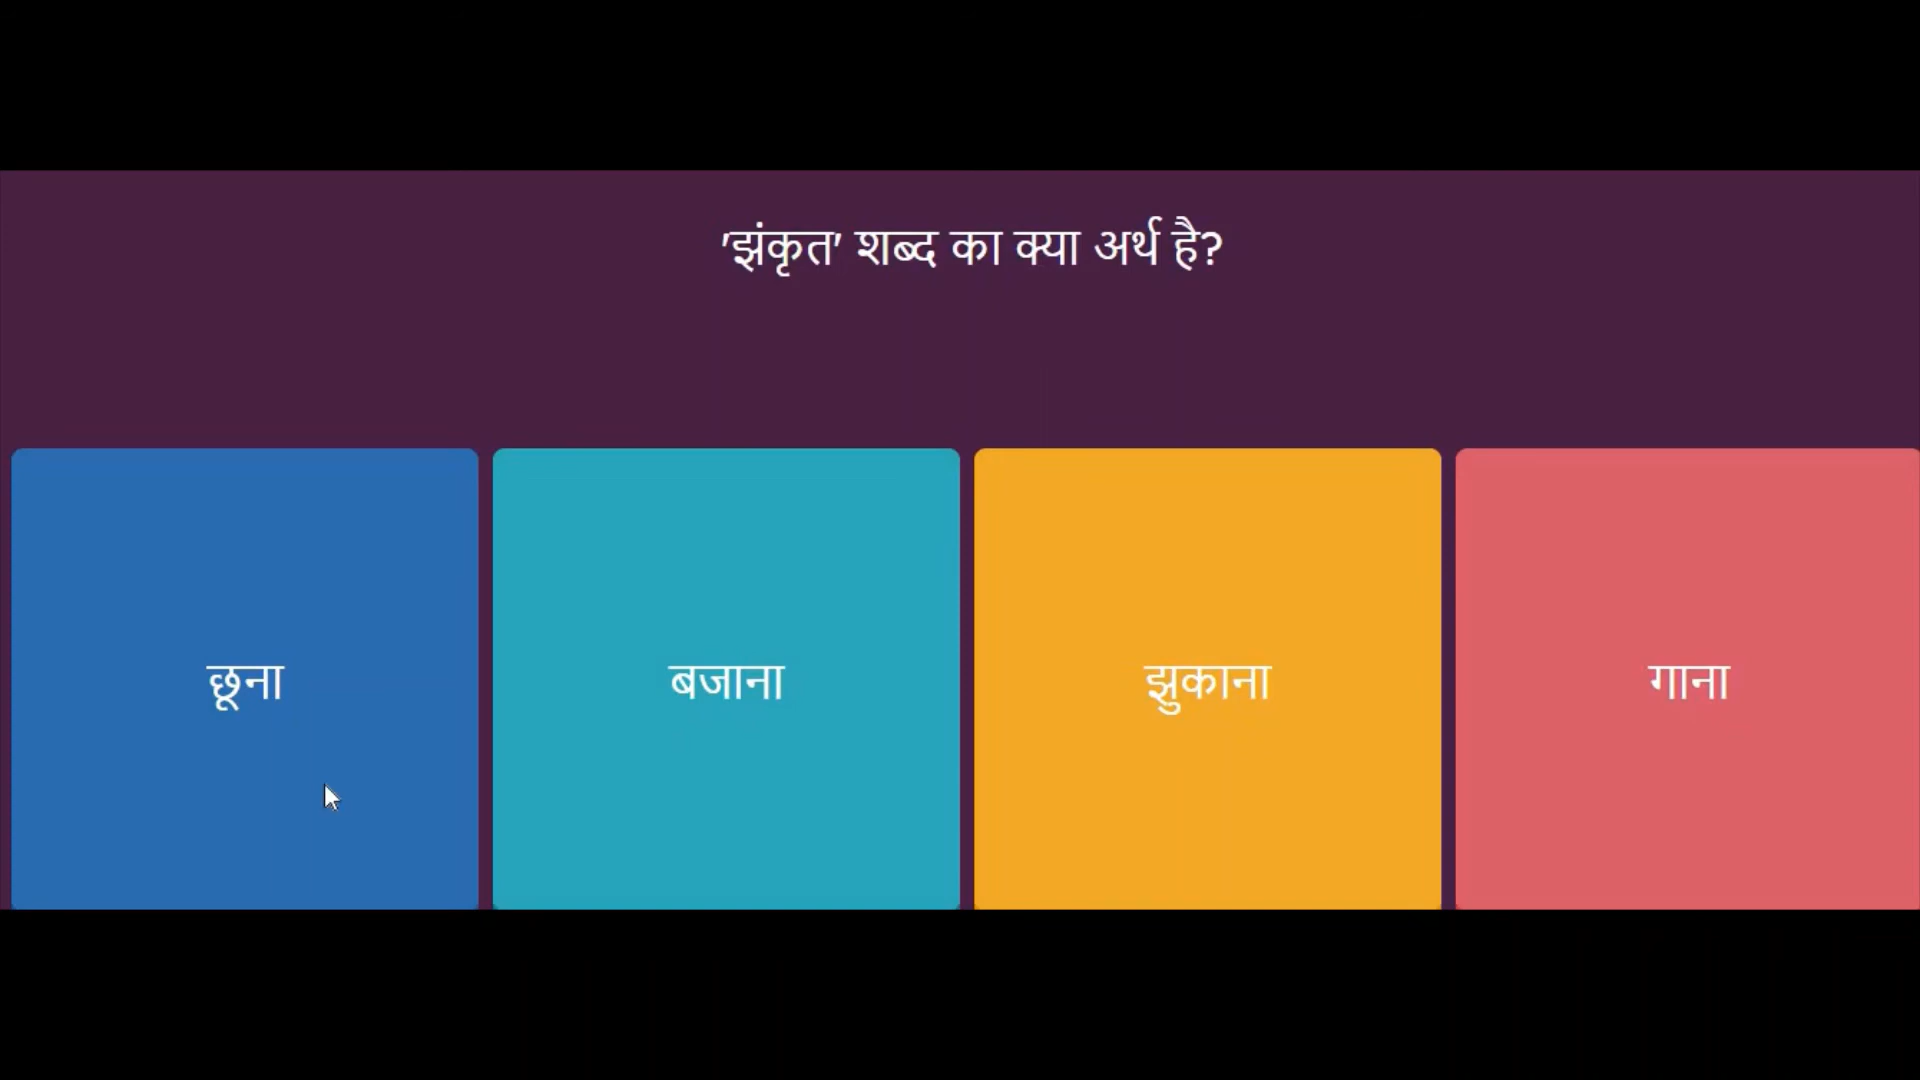 'झंकृत' शब्द का क्या अर्थ है?
छूना
बजाना
झुकाना
गाना